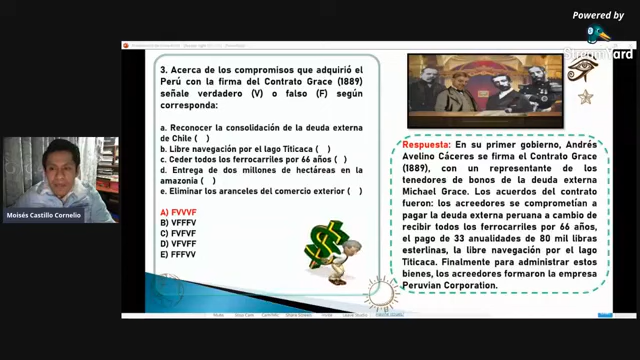 Powered by
StreamYard
3. Acerca de los compromisos que adquirió el
Perú con la firma del Contrato Grace (1889)
señale verdadero (V) o falso (F) según
corresponda:
a. Reconocer la consolidación de la deuda externa
de Chile ( )
b. Libre navegación por el lago Titicaca ( )
c. Ceder todos los ferrocarriles por 66 años ( )
d. Entrega de dos millones de hectáreas en la
amazonia ( )
e. Eliminar los aranceles del comercio exterior ( )
A) FVVVF
B) VFFFV
C) FVFVF
D) VFVFF
E) FFFVV
Respuesta: En su primer gobierno, Andrés
Avelino Cáceres se firma el Contrato Grace
(1889), con un representante de los
tenedores de bonos de la deuda externa
Michael Grace. Los acuerdos del contrato
fueron: los acreedores se comprometían a
pagar la deuda externa peruana a cambio de
recibir todos los ferrocarriles por 66 años,
el pago de 33 anualidades de 80 mil libras
esterlinas, la libre navegación por el lago
Titicaca. Finalmente para administrar estos
bienes, los acreedores formaron la empresa
Peruvian Corporation.
Moisés Castillo Cornelio